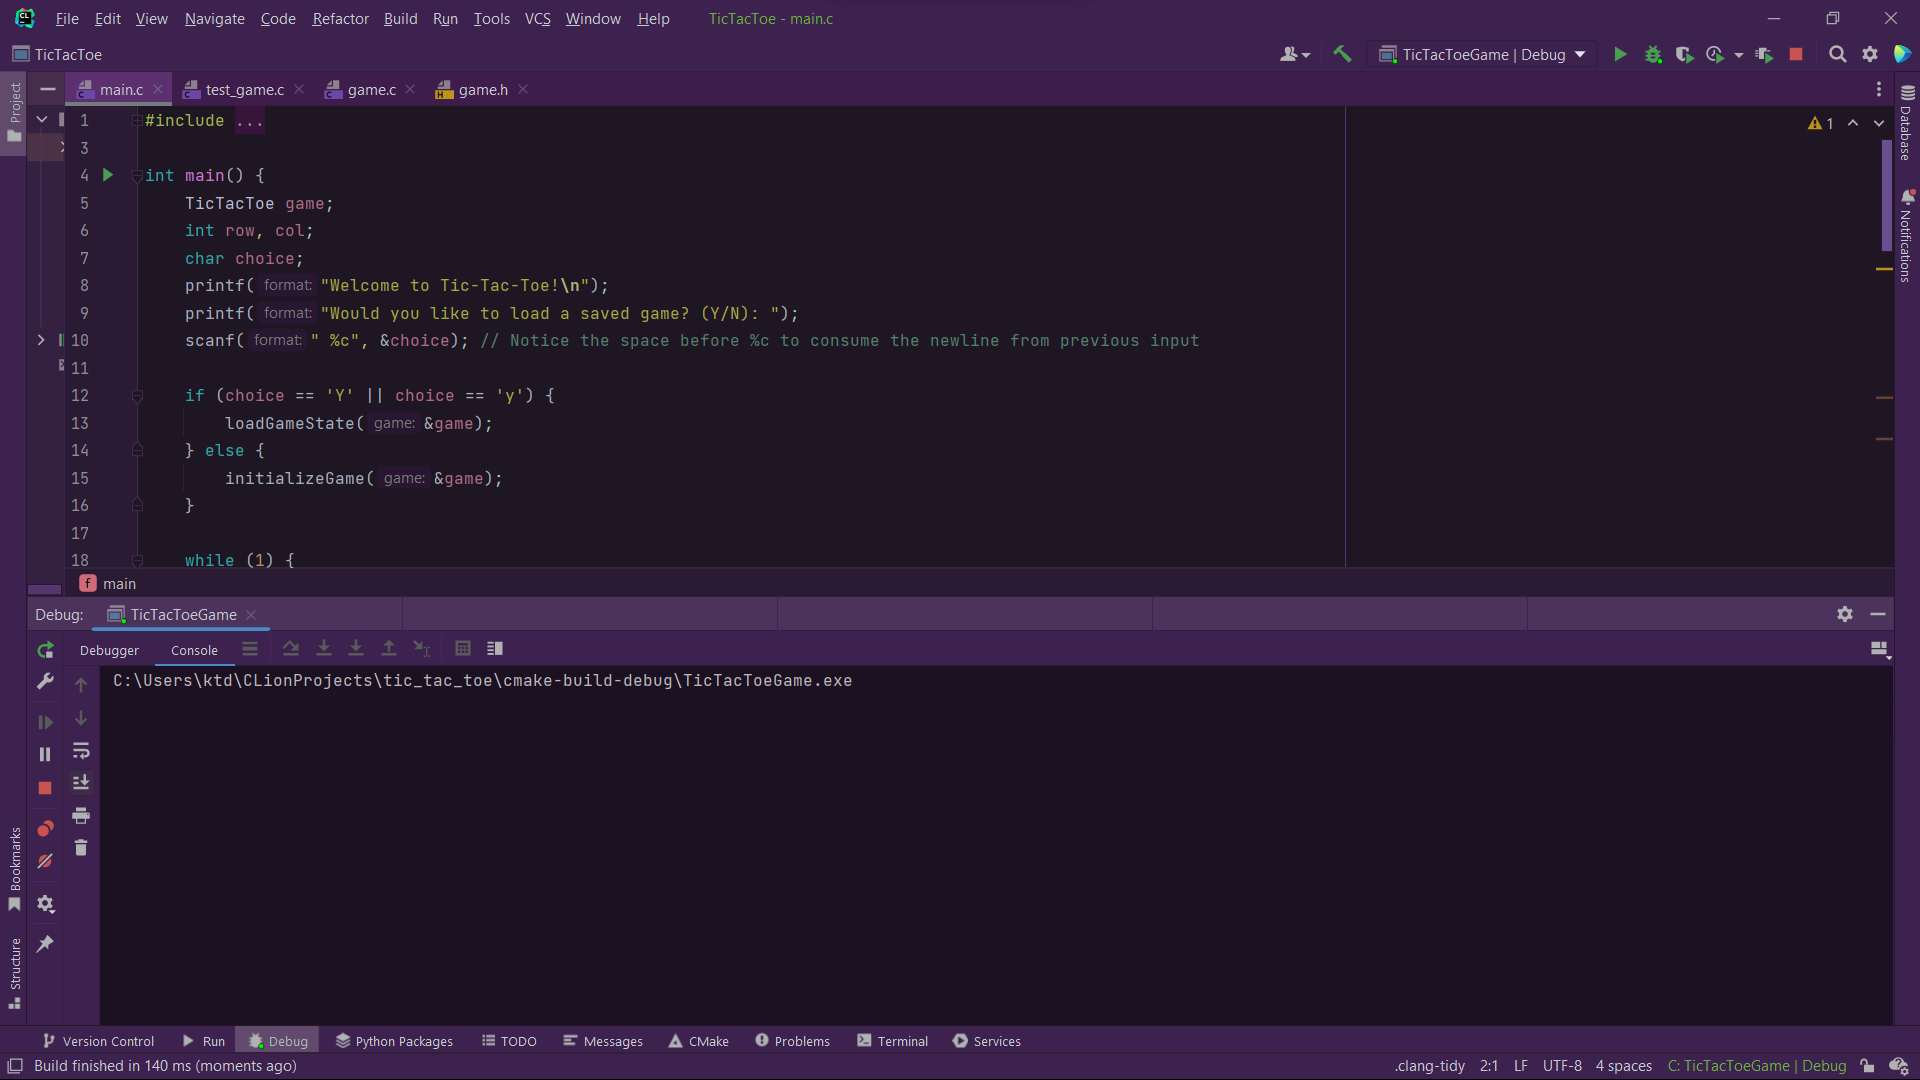 File Edit View Navigate Code Refactor Build Run Tools VCS Window Help TicTacToe - main.c
TicTacToe TicTacToeGame | Debug
Project
main.c test_game.c game.c game.h
1 #include ...
3
4 int main() {
5 TicTacToe game;
6 int row, col;
7 char choice;
8 printf( format: "Welcome to Tic-Tac-Toe!\n");
9 printf( format: "Would you like to load a saved game? (Y/N): ");
10 scanf( format: " %c", &choice); // Notice the space before %c to consume the newline from previous input
11
12 if (choice == 'Y' || choice == 'y') {
13 loadGameState( game: &game);
14 } else {
15 initializeGame( game: &game);
16 }
17
18 while (1) {
1
Database
Notifications
f main
Debug: TicTacToeGame
Debugger Console
C:\Users\ktd\CLionProjects\tic_tac_toe\cmake-build-debug\TicTacToeGame.exe
Bookmarks
Structure
Version Control Run Debug Python Packages TODO Messages CMake Problems Terminal Services
Build finished in 140 ms (moments ago) .clang-tidy 2:1 LF UTF-8 4 spaces C: TicTacToeGame | Debug